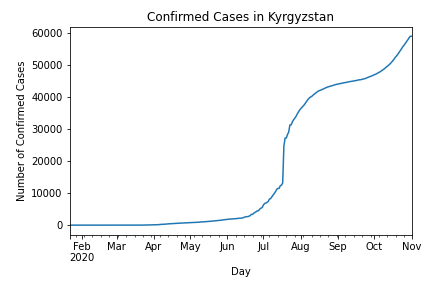 Confirmed Cases in Kyrgyzstan
Number of Confirmed Cases
60000
50000
40000
30000
20000
10000
0
Feb Mar Apr May Jun Jul Aug Sep Oct Nov
2020
Day